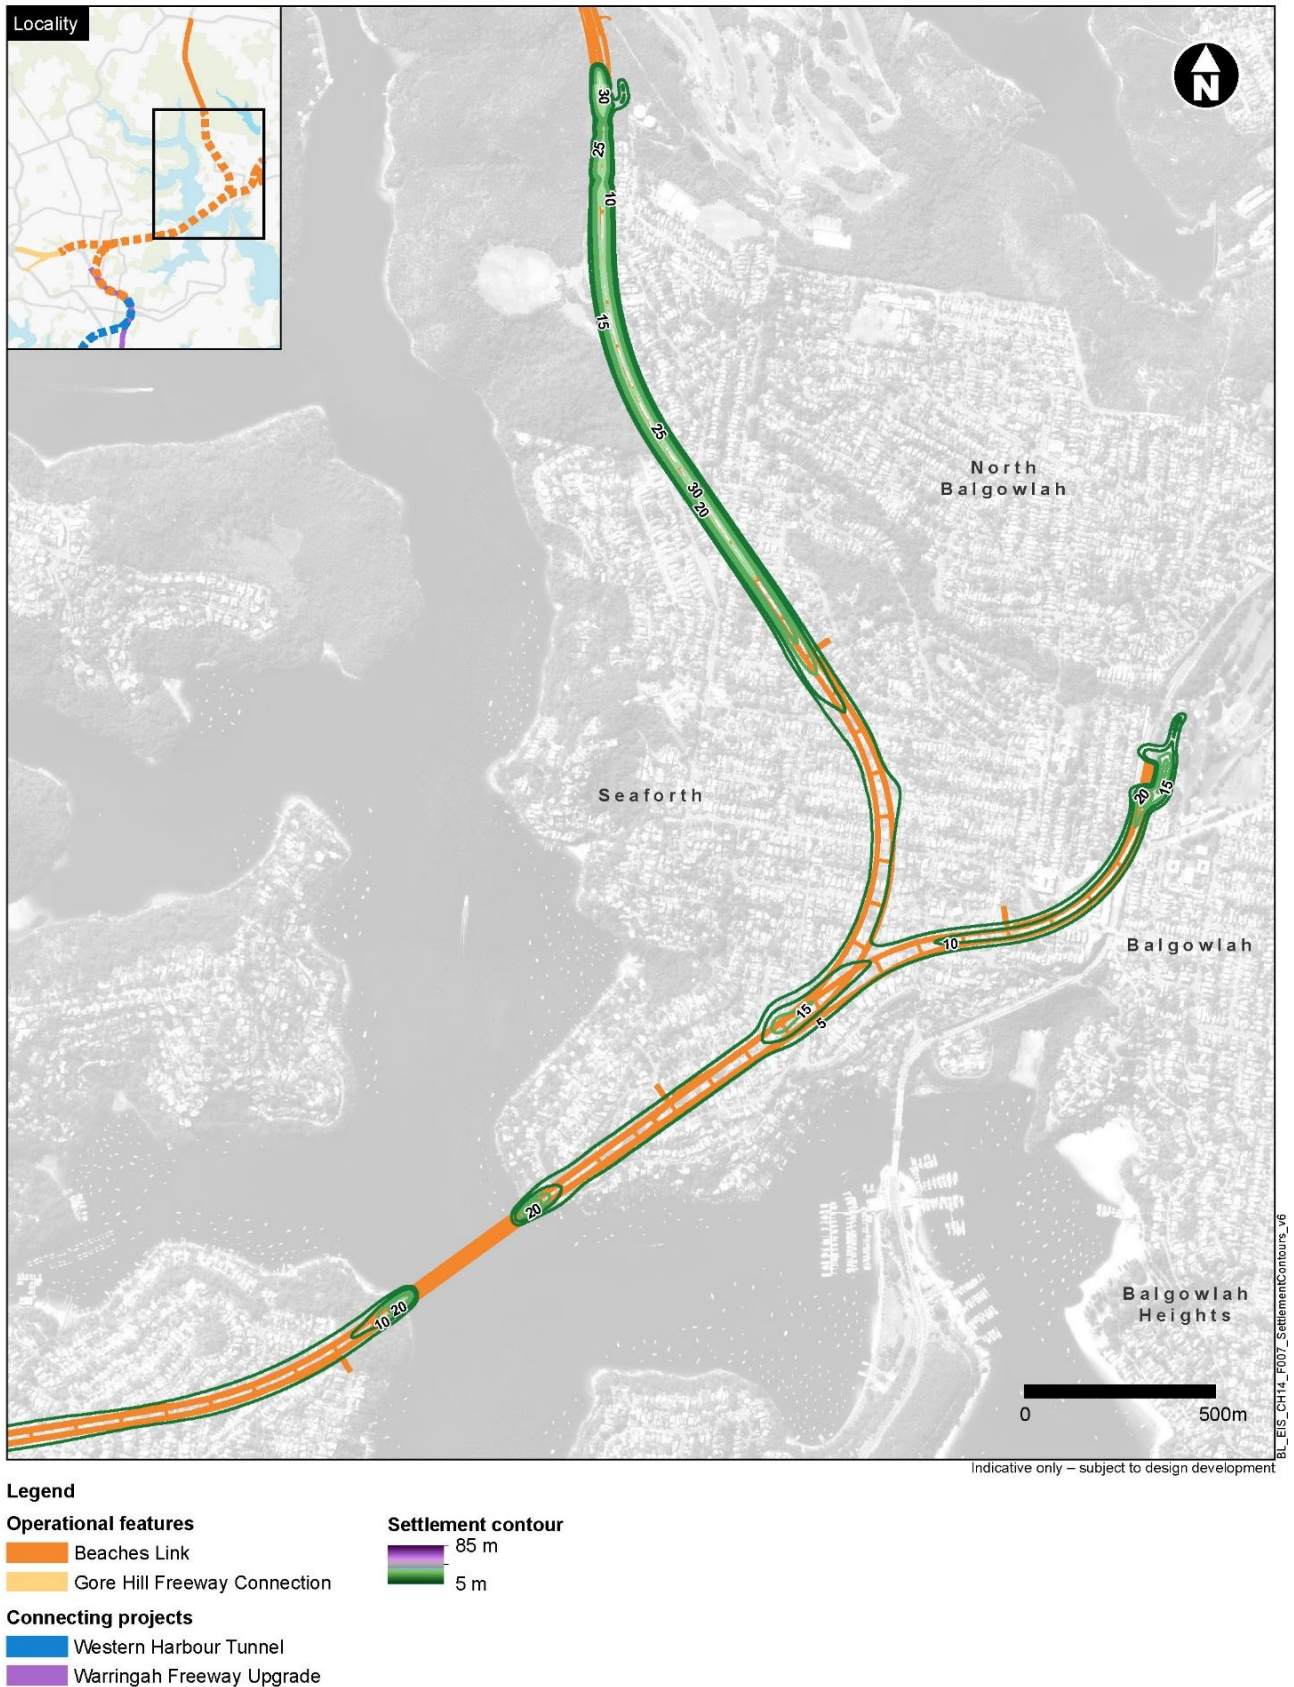 Locality
N
30
25
10
15
25
30
20
North
Balgowlah
Seaforth
20
15
10
Balgowlah
15
5
20
20
10
Balgowlah
Heights
0 500m
BL_EIS_CH14_F007_SettlementContours_v6
Indicative only – subject to design development
Legend
Operational features
Beaches Link
Gore Hill Freeway Connection
Connecting projects
Western Harbour Tunnel
Warringah Freeway Upgrade
Settlement contour
85 m
5 m